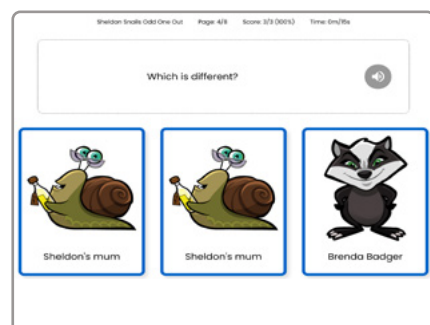 Sheldon Snails Odd One Out Page: 4/8 Score: 3/3 (100%) Time: 0m/15s
Which is different?
Sheldon's mum Sheldon's mum Brenda Badger